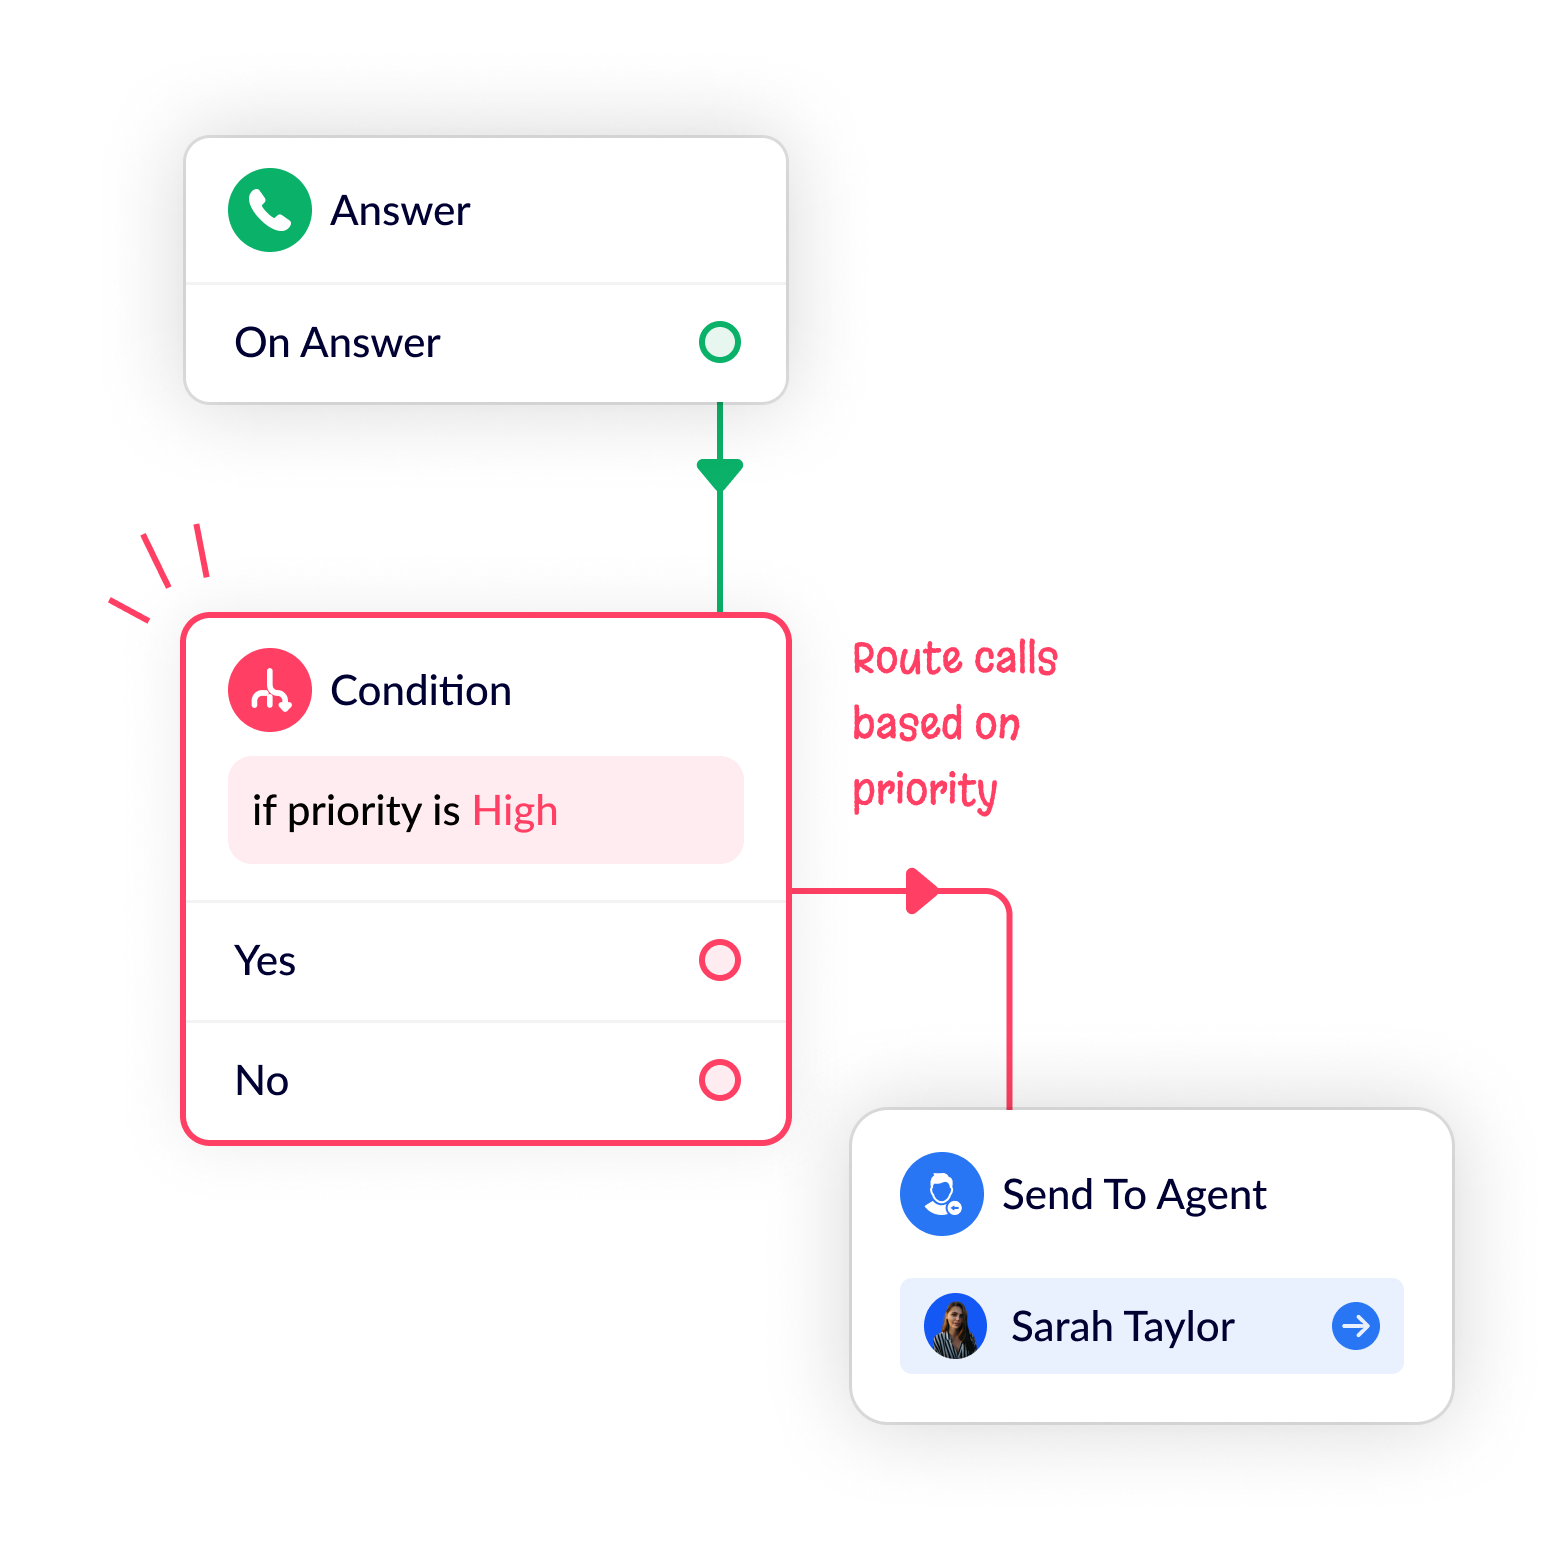 Answer
On Answer
Condition
if priority is High
Yes
No
Route calls
based on
priority
Send To Agent
Sarah Taylor